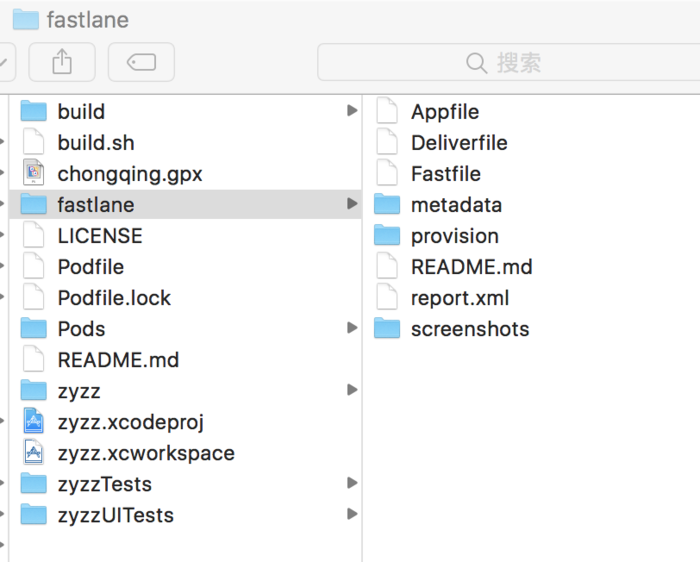 fastlane
搜索
build
build.sh
chongqing.gpx
fastlane
LICENSE
Podfile
Podfile.lock
Pods
README.md
zyzz
zyzz.xcodeproj
zyzz.xcworkspace
zyzzTests
zyzzUITests
Appfile
Deliverfile
Fastfile
metadata
provision
README.md
report.xml
screenshots